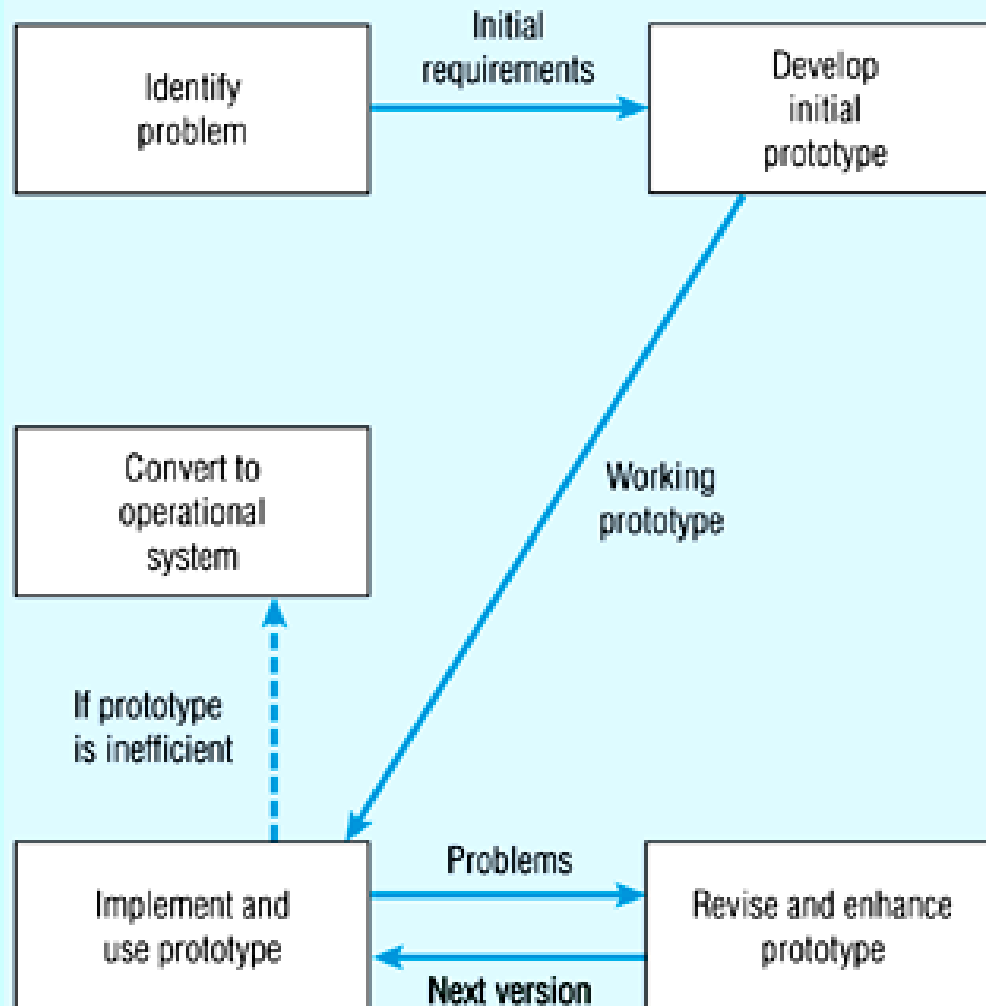 Identify
problem
Initial
requirements
Develop
initial
prototype
Working
prototype
Convert to
operational
system
If prototype
is inefficient
Implement and
use prototype
Problems
Next version
Revise and enhance
prototype